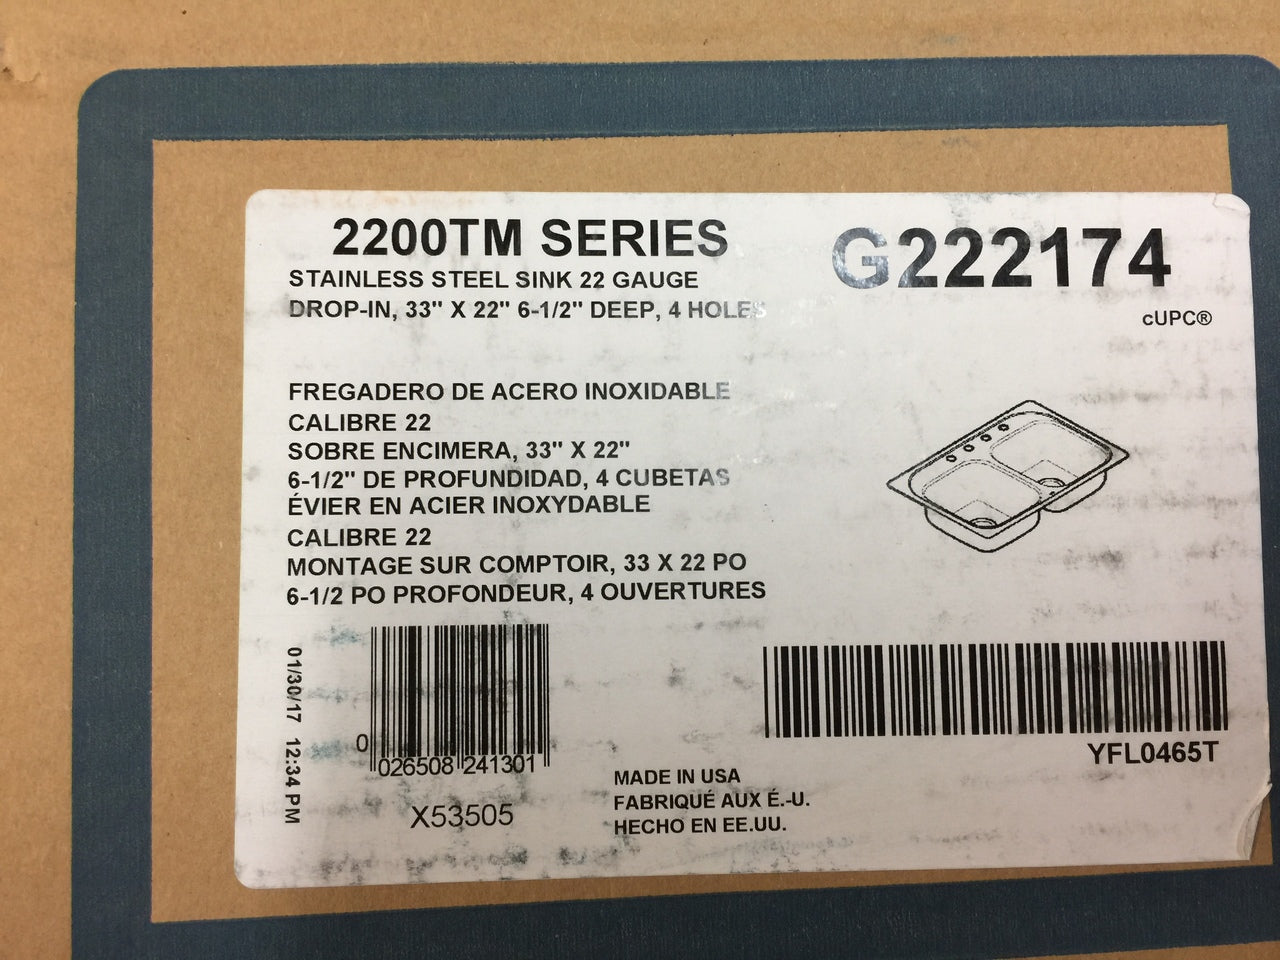 2200TM SERIES
G222174
STAINLESS STEEL SINK 22 GAUGE
DROP-IN, 33" X 22" 6-1/2" DEEP, 4 HOLES
cUPC®
FREGADERO DE ACERO INOXIDABLE
CALIBRE 22
SOBRE ENCIMERA, 33" X 22"
6-1/2" DE PROFUNDIDAD, 4 CUBETAS
ÉVIER EN ACIER INOXYDABLE
CALIBRE 22
MONTAGE SUR COMPTOIR, 33 X 22 PO
6-1/2 PO PROFONDEUR, 4 OUVERTURES
01/30/17 12:34 PM
0 026508 241301
X53505
YFL0465T
MADE IN USA
FABRIQUÉ AUX É.-U.
HECHO EN EE.UU.